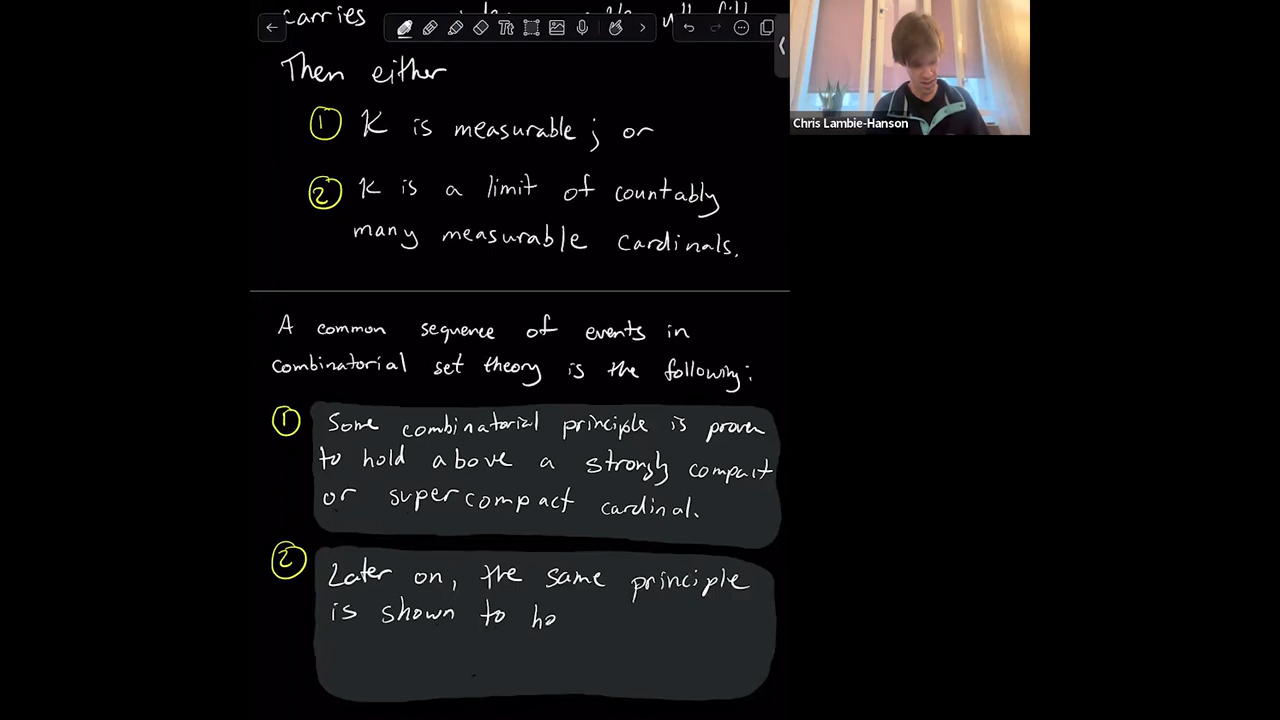 carries
Then either
① K is measurable; or
② K is a limit of countably
many measurable cardinals.
A common sequence of events in
combinatorial set theory is the following:
① Some combinatorial principle is proven
to hold above a strongly compact
or supercompact cardinal.
② Later on, the same principle
is shown to ho
Tt
Chris Lambie-Hanson